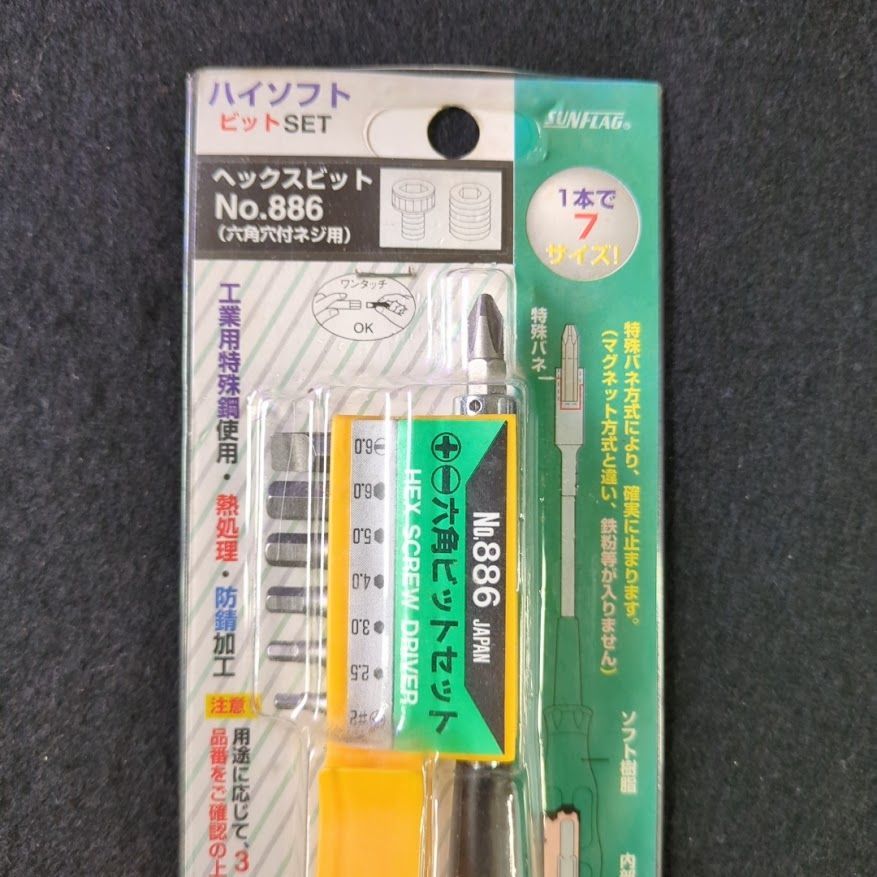 ハイソフト
ビットSET
SUNFLAG®
ヘックスビット
No.886
(六角穴付ネジ用)
1本で
7
サイズ!
ワンタッチ
OK
工業用特殊鋼使用・熱処理・防錆加工
特殊バネ
特殊バネ方式により、確実に止まります。
(マグネット方式と違い、鉄粉等が入りません)
No.886 JAPAN
六角ビットセット
HEX SCREW DRIVER
6.0
6.0
5.0
4.0
3.0
2.5
#2
注意
用途に応じて、3
品番をご確認の上
ソフト樹脂
内部